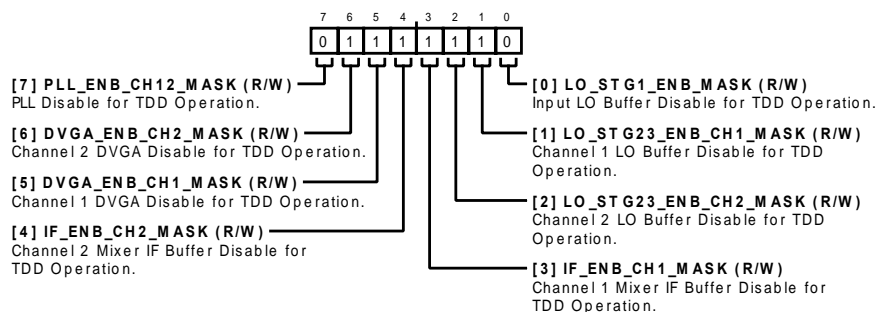 7 6 5 4 3 2 1 0
0 1 1 1 1 1 1 0
[7] PLL_ENB_CH12_MASK (R/W)
PLL Disable for TDD Operation.
[6] DVGA_ENB_CH2_MASK (R/W)
Channel 2 DVGA Disable for TDD Operation.
[5] DVGA_ENB_CH1_MASK (R/W)
Channel 1 DVGA Disable for TDD Operation.
[4] IF_ENB_CH2_MASK (R/W)
Channel 2 Mixer IF Buffer Disable for
TDD Operation.
[0] LO_STG1_ENB_MASK (R/W)
Input LO Buffer Disable for TDD Operation.
[1] LO_STG23_ENB_CH1_MASK (R/W)
Channel 1 LO Buffer Disable for TDD
Operation.
[2] LO_STG23_ENB_CH2_MASK (R/W)
Channel 2 LO Buffer Disable for TDD
Operation.
[3] IF_ENB_CH1_MASK (R/W)
Channel 1 Mixer IF Buffer Disable for
TDD Operation.